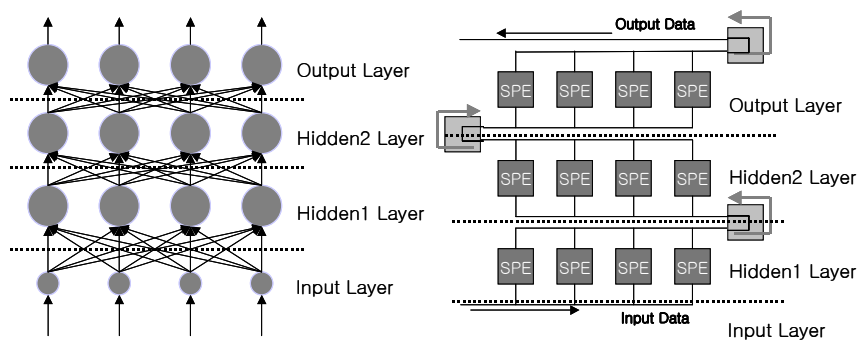 Output Layer
Hidden2 Layer
Hidden1 Layer
Input Layer
Output Data
SPE SPE SPE SPE
Output Layer
SPE SPE SPE SPE
Hidden2 Layer
SPE SPE SPE SPE
Hidden1 Layer
Input Data
Input Layer